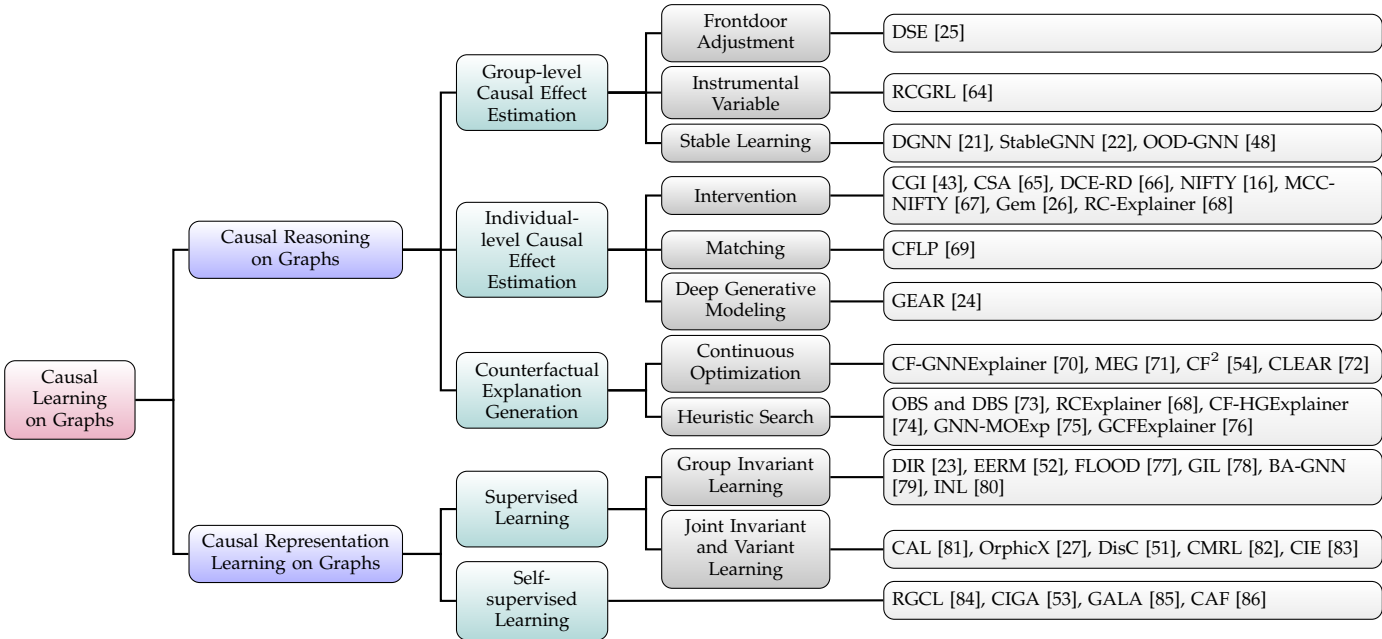 Causal
Learning
on Graphs
Causal Reasoning
on Graphs
Group-level
Causal Effect
Estimation
Frontdoor
Adjustment
DSE [25]
Instrumental
Variable
RCGRL [64]
Stable Learning
DGNN [21], StableGNN [22], OOD-GNN [48]
Individual-
level Causal
Effect
Estimation
Intervention
CGI [43], CSA [65], DCE-RD [66], NIFTY [16], MCC-
NIFTY [67], Gem [26], RC-Explainer [68]
Matching
CFLP [69]
Deep Generative
Modeling
GEAR [24]
Counterfactual
Explanation
Generation
Continuous
Optimization
CF-GNNExplainer [70], MEG [71], CF² [54], CLEAR [72]
Heuristic Search
OBS and DBS [73], RCExplainer [68], CF-HGExplainer
[74], GNN-MOExp [75], GCFExplainer [76]
Causal Representation
Learning on Graphs
Supervised
Learning
Group Invariant
Learning
DIR [23], EERM [52], FLOOD [77], GIL [78], BA-GNN
[79], INL [80]
Joint Invariant
and Variant
Learning
CAL [81], OrphicX [27], DisC [51], CMRL [82], CIE [83]
Self-
supervised
Learning
RGCL [84], CIGA [53], GALA [85], CAF [86]